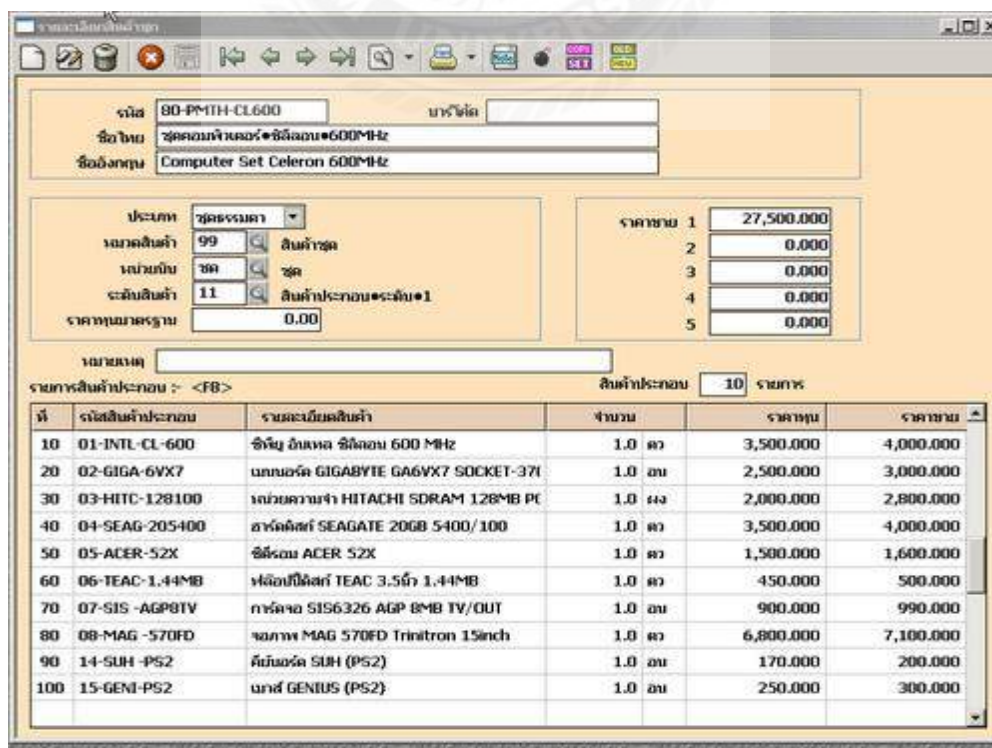 รายละเอียดสินค้าชุด
COPY SET OLD NEW
รหัส 80-PMTH-CL600 บาร์โค้ด
ชื่อไทย ชุดคอมพิวเตอร์•ซีลีลอน•600MHz
ชื่ออังกฤษ Computer Set Celeron 600MHz
ประเภท ชุดธรรมดา
หมวดสินค้า 99 สินค้าชุด
หน่วยนับ ชด ชุด
ระดับสินค้า 11 สินค้าประกอบ•ระดับ•1
ราคาทุนมาตรฐาน 0.00
ราคาขาย 1 27,500.000
2 0.000
3 0.000
4 0.000
5 0.000
หมายเหตุ
รายการสินค้าประกอบ :- <F8> สินค้าประกอบ 10 รายการ
ที่ รหัสสินค้าประกอบ รายละเอียดสินค้า จำนวน ราคาทุน ราคาขาย
10 01-INTL-CL-600 ซีพียู อินเทล ซีลีลอน 600 MHz 1.0 ตว 3,500.000 4,000.000
20 02-GIGA-6VX7 เมนบอร์ด GIGABYTE GA6VX7 SOCKET-370 1.0 อน 2,500.000 3,000.000
30 03-HITC-128100 หน่วยความจำ HITACHI SDRAM 128MB PC 1.0 แผง 2,000.000 2,800.000
40 04-SEAG-205400 ฮาร์ดดิสก์ SEAGATE 20GB 5400/100 1.0 ตว 3,500.000 4,000.000
50 05-ACER-52X ซีดีรอม ACER 52X 1.0 ตว 1,500.000 1,600.000
60 06-TEAC-1.44MB ฟล๊อปปี้ดิสก์ TEAC 3.5นิ้ว 1.44MB 1.0 ตว 450.000 500.000
70 07-SIS -AGP8TV การ์ดจอ SIS6326 AGP 8MB TV/OUT 1.0 อน 900.000 990.000
80 08-MAG -570FD จอภาพ MAG 570FD Trinitron 15inch 1.0 ตว 6,800.000 7,100.000
90 14-SUH -PS2 คีย์บอร์ด SUH (PS2) 1.0 อน 170.000 200.000
100 15-GENI-PS2 เมาส์ GENIUS (PS2) 1.0 อน 250.000 300.000